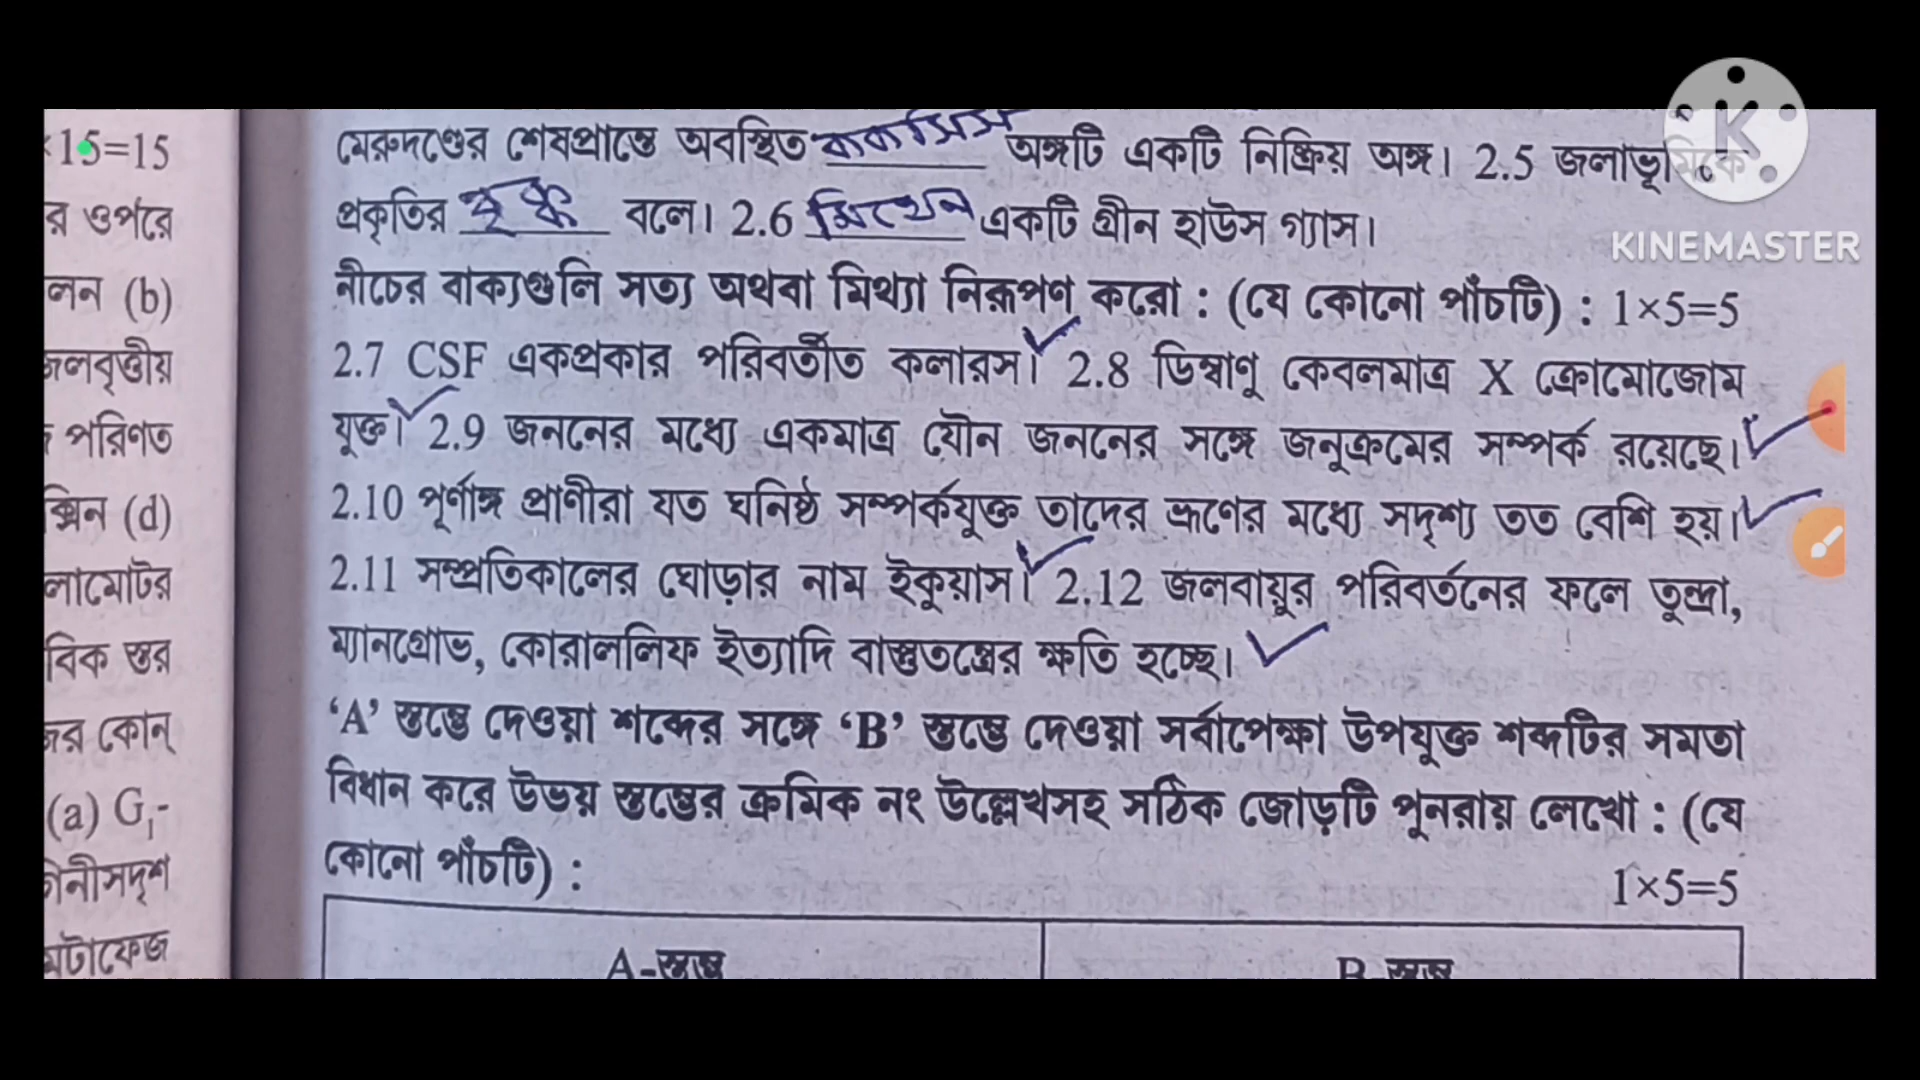 ×15=15
র ওপরে
লন (b)
জলবৃত্তীয়
পরিণত
ক্সিন (d)
লামোটর
বিক স্তর
জর কোন্
(a) G₁-
গিনীসদৃশ
মটাফেজ
মেরুদণ্ডের শেষপ্রান্তে অবস্থিত কক্সিস অঙ্গটি একটি নিষ্ক্রিয় অঙ্গ। 2.5 জলাভূমিকে
প্রকৃতির বৃক্ক বলে। 2.6 মিথেন একটি গ্রীন হাউস গ্যাস।
নীচের বাক্যগুলি সত্য অথবা মিথ্যা নিরূপণ করো : (যে কোনো পাঁচটি) : 1×5=5
2.7 CSF একপ্রকার পরিবর্তীত কলারস। 2.8 ডিম্বাণু কেবলমাত্র X ক্রোমোজোম
যুক্ত। 2.9 জননের মধ্যে একমাত্র যৌন জননের সঙ্গে জনুক্রমের সম্পর্ক রয়েছে।
2.10 পূর্ণাঙ্গ প্রাণীরা যত ঘনিষ্ঠ সম্পর্কযুক্ত তাদের ভ্রূণের মধ্যে সদৃশ্য তত বেশি হয়।
2.11 সম্প্রতিকালের ঘোড়ার নাম ইকুয়াস। 2.12 জলবায়ুর পরিবর্তনের ফলে তুন্দ্রা,
ম্যানগ্রোভ, কোরাললিফ ইত্যাদি বাস্তুতন্ত্রের ক্ষতি হচ্ছে।
‘A’ স্তম্ভে দেওয়া শব্দের সঙ্গে ‘B’ স্তম্ভে দেওয়া সর্বাপেক্ষা উপযুক্ত শব্দটির সমতা
বিধান করে উভয় স্তম্ভের ক্রমিক নং উল্লেখসহ সঠিক জোড়টি পুনরায় লেখো : (যে
কোনো পাঁচটি) : 1×5=5
A-স্তম্ভ B-স্তম্ভ
KINEMASTER